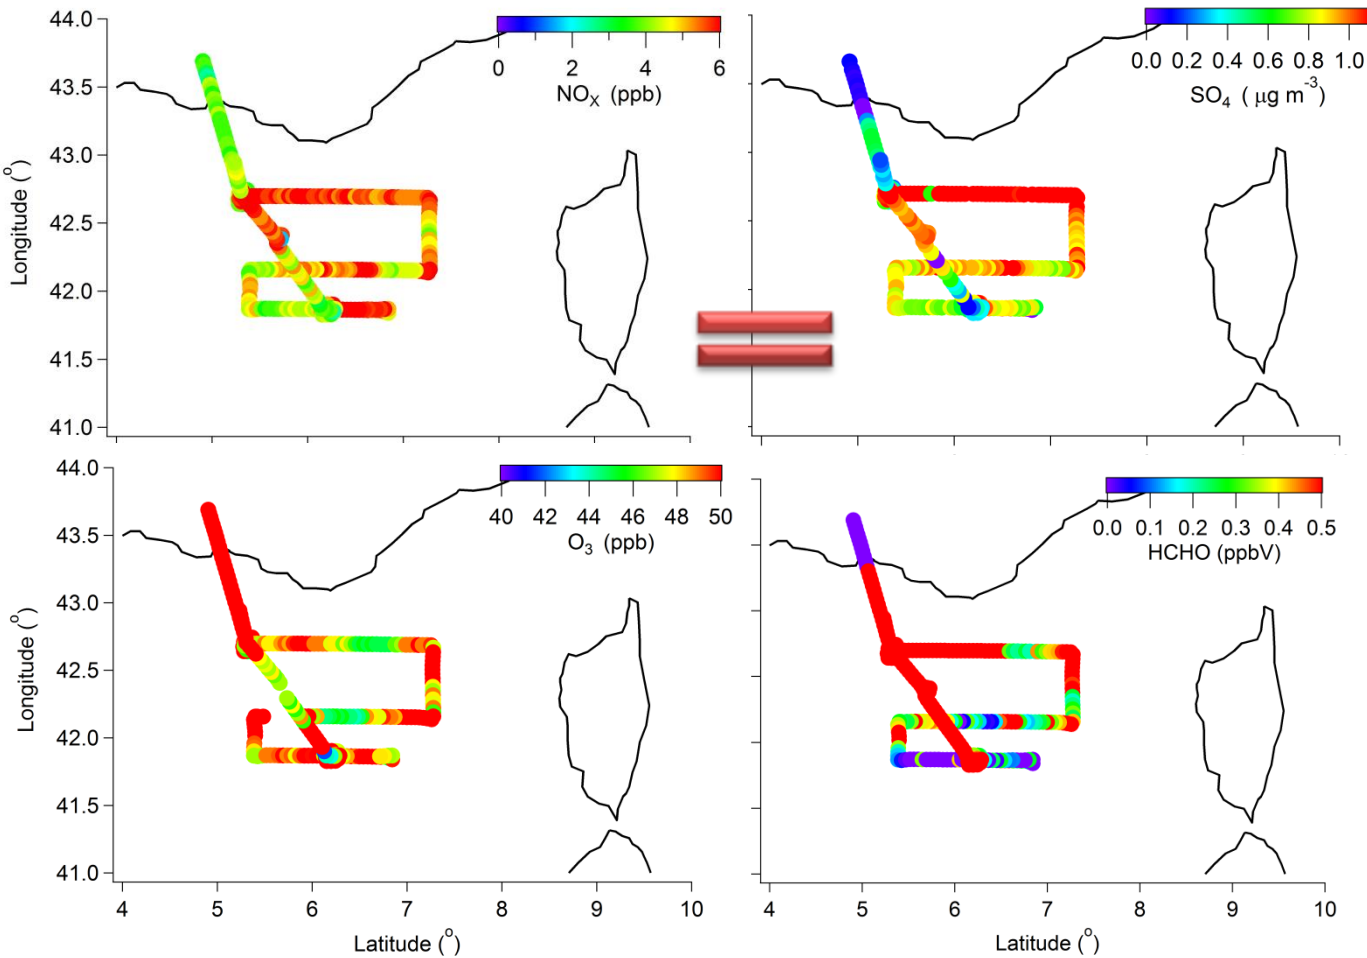 44.0
43.5
43.0
42.5
42.0
41.5
41.0
Longitude (°)
0 2 4 6
NOX (ppb)
0.0 0.2 0.4 0.6 0.8 1.0
SO4 ( μg m-3)
44.0
43.5
43.0
42.5
42.0
41.5
41.0
Longitude (°)
40 42 44 46 48 50
O3 (ppb)
4 5 6 7 8 9 10
Latitude (°)
0.0 0.1 0.2 0.3 0.4 0.5
HCHO (ppbV)
4 5 6 7 8 9 10
Latitude (°)